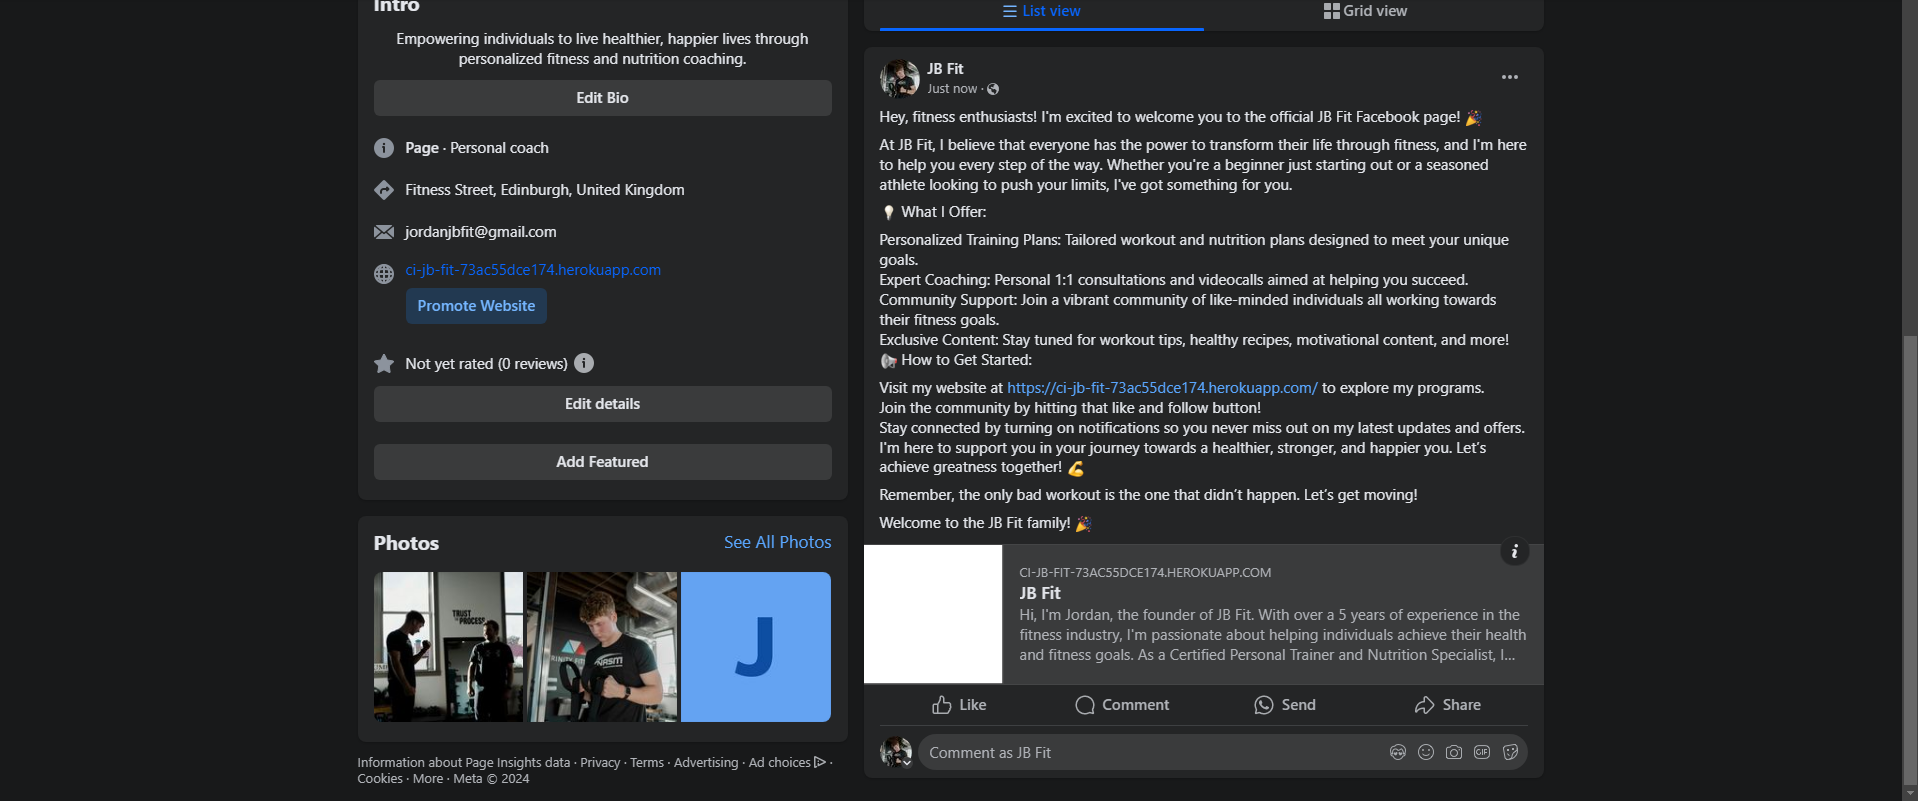 Intro
Empowering individuals to live healthier, happier lives through
personalized fitness and nutrition coaching.
Edit Bio
Page · Personal coach
Fitness Street, Edinburgh, United Kingdom
jordanjbfit@gmail.com
ci-jb-fit-73ac55dce174.herokuapp.com
Promote Website
Not yet rated (0 reviews)
Edit details
Add Featured
Photos
See All Photos
TRUST
PROCESS
RINITY FIT
NASM
FO
J
Information about Page Insights data · Privacy · Terms · Advertising · Ad choices ·
Cookies · More · Meta © 2024
List view
Grid view
JB Fit
Just now ·
Hey, fitness enthusiasts! I'm excited to welcome you to the official JB Fit Facebook page! 🎉
At JB Fit, I believe that everyone has the power to transform their life through fitness, and I'm here
to help you every step of the way. Whether you're a beginner just starting out or a seasoned
athlete looking to push your limits, I've got something for you.
💡 What I Offer:
Personalized Training Plans: Tailored workout and nutrition plans designed to meet your unique
goals.
Expert Coaching: Personal 1:1 consultations and videocalls aimed at helping you succeed.
Community Support: Join a vibrant community of like-minded individuals all working towards
their fitness goals.
Exclusive Content: Stay tuned for workout tips, healthy recipes, motivational content, and more!
📢 How to Get Started:
Visit my website at https://ci-jb-fit-73ac55dce174.herokuapp.com/ to explore my programs.
Join the community by hitting that like and follow button!
Stay connected by turning on notifications so you never miss out on my latest updates and offers.
I'm here to support you in your journey towards a healthier, stronger, and happier you. Let's
achieve greatness together! 💪
Remember, the only bad workout is the one that didn't happen. Let's get moving!
Welcome to the JB Fit family! 🎉
CI-JB-FIT-73AC55DCE174.HEROKUAPP.COM
JB Fit
Hi, I'm Jordan, the founder of JB Fit. With over a 5 years of experience in the
fitness industry, I'm passionate about helping individuals achieve their health
and fitness goals. As a Certified Personal Trainer and Nutrition Specialist, I...
Like
Comment
Send
Share
Comment as JB Fit
GIF